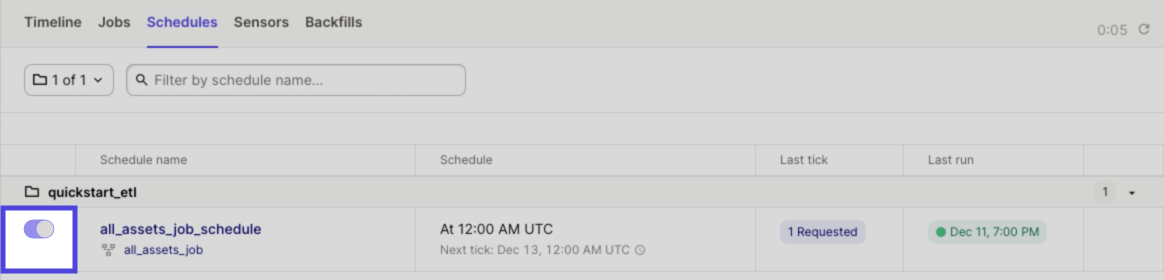 Timeline Jobs Schedules Sensors Backfills
0:05
1 of 1 Filter by schedule name...
Schedule name Schedule Last tick Last run
quickstart_etl 1
all_assets_job_schedule At 12:00 AM UTC 1 Requested Dec 11, 7:00 PM
all_assets_job Next tick: Dec 13, 12:00 AM UTC